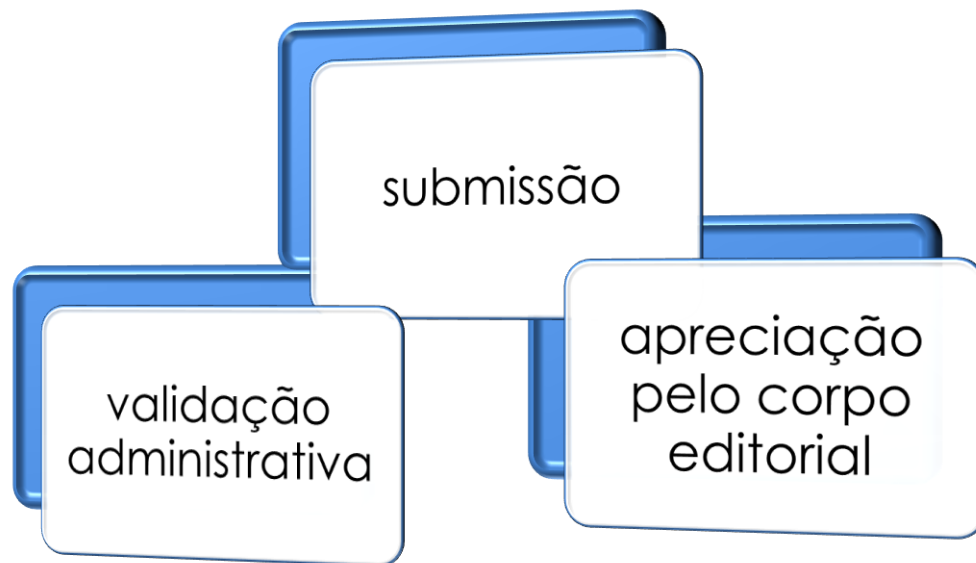 submissão
validação
administrativa
apreciação
pelo corpo
editorial